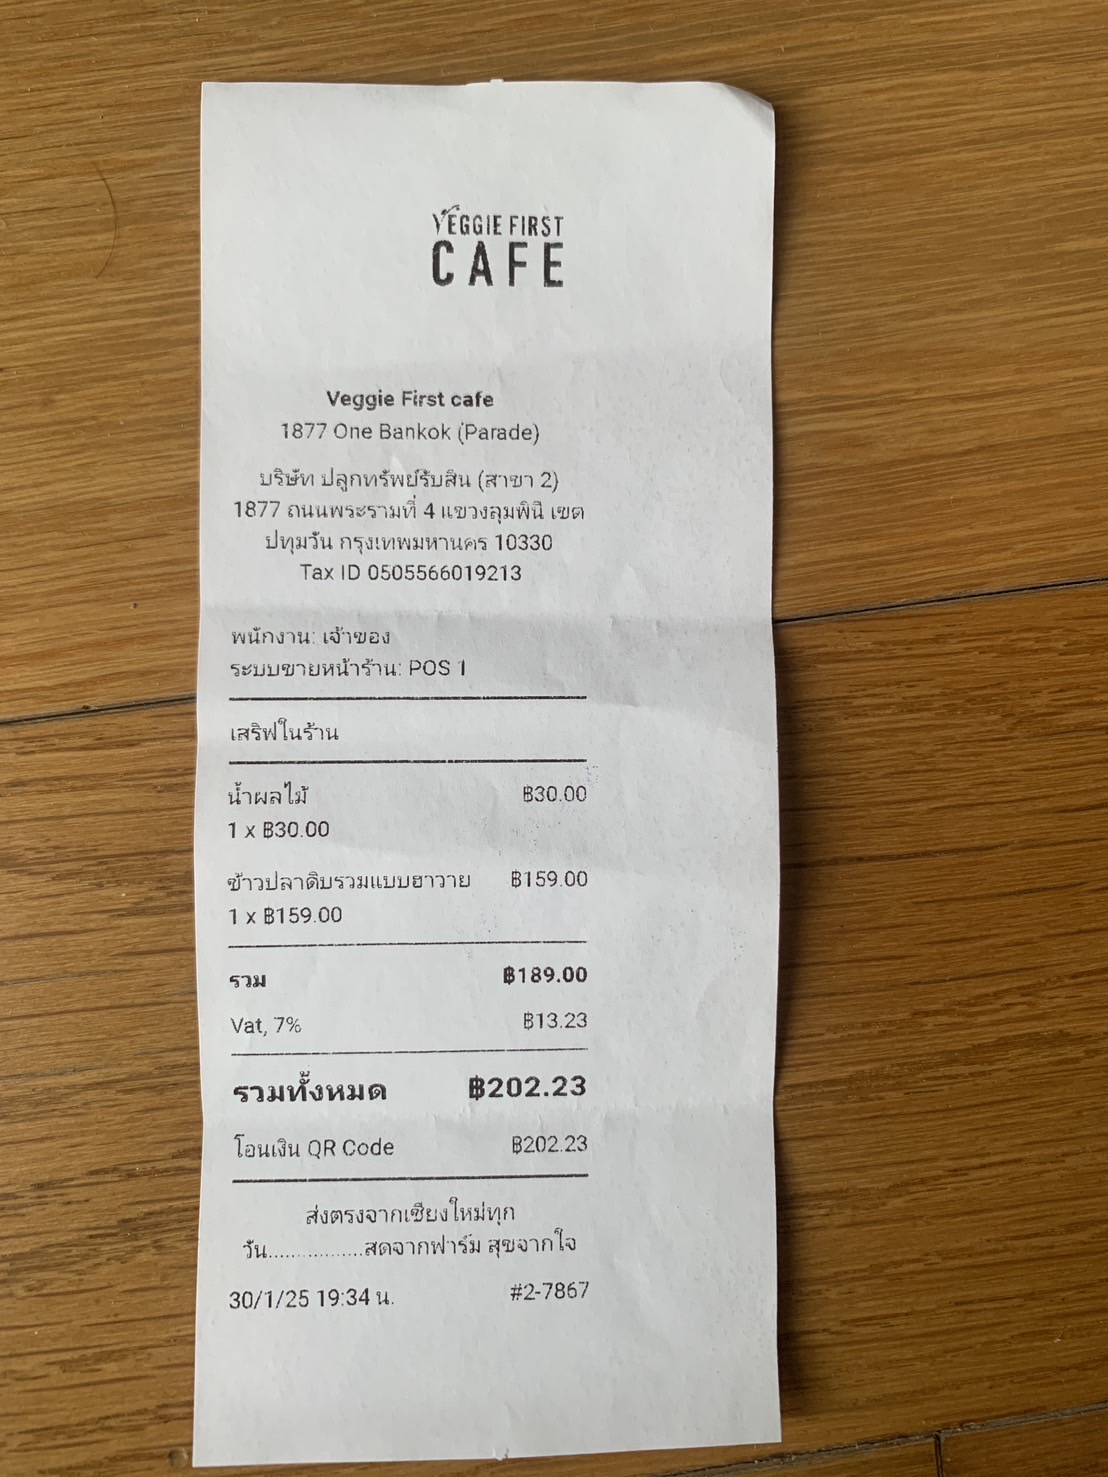 VEGGIE FIRST
CAFE
Veggie First cafe
1877 One Bankok (Parade)
บริษัท ปลูกทรัพย์รับสิน (สาขา 2)
1877 ถนนพระรามที่ 4 แขวงลุมพินี เขต
ปทุมวัน กรุงเทพมหานคร 10330
Tax ID 0505566019213
พนักงาน: เจ้าของ
ระบบขายหน้าร้าน: POS 1
เสริฟในร้าน
น้ำผลไม้ ฿30.00
1 x ฿30.00
ข้าวปลาดิบรวมแบบฮาวาย ฿159.00
1 x ฿159.00
รวม ฿189.00
Vat, 7% ฿13.23
รวมทั้งหมด ฿202.23
โอนเงิน QR Code ฿202.23
ส่งตรงจากเชียงใหม่ทุก
วัน.................สดจากฟาร์ม สุขจากใจ
30/1/25 19:34 น. #2-7867